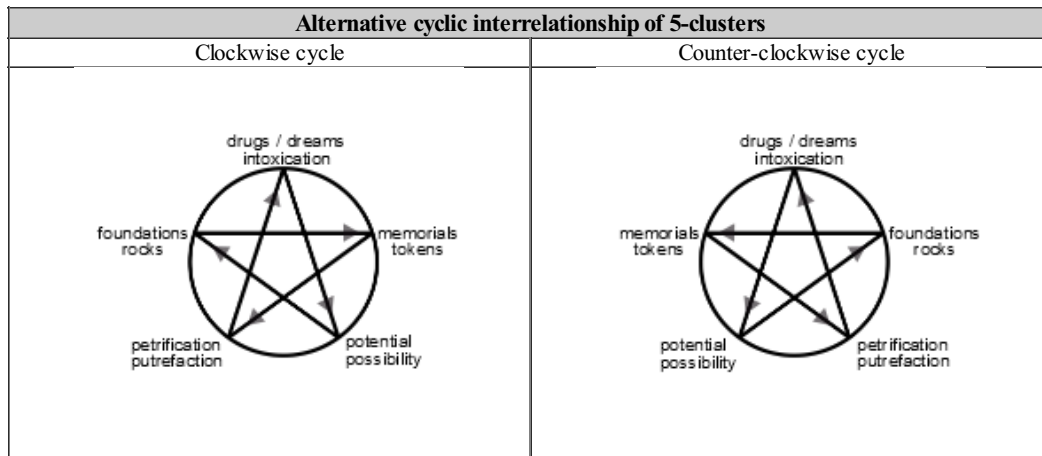 Alternative cyclic interrelationship of 5-clusters
Clockwise cycle
Counter-clockwise cycle
drugs / dreams
intoxication
foundations
rocks
memorials
tokens
petrification
putrefaction
potential
possibility
drugs / dreams
intoxication
memorials
tokens
foundations
rocks
potential
possibility
petrification
putrefaction